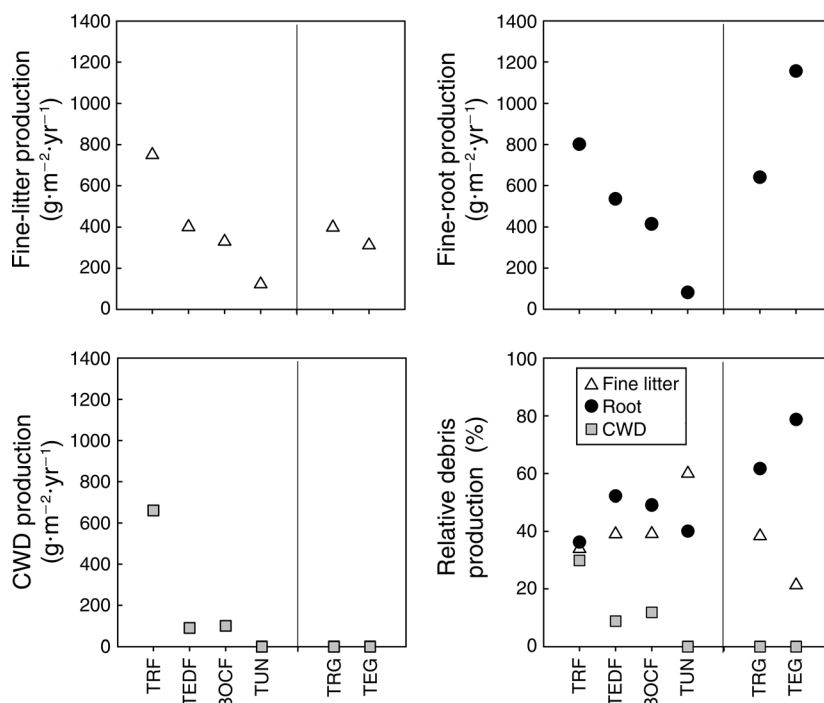 Fine-litter production
(g·m⁻²·yr⁻¹)
1400
1200
1000
800
600
400
200
0
Fine-root production
(g·m⁻²·yr⁻¹)
1400
1200
1000
800
600
400
200
0
CWD production
(g·m⁻²·yr⁻¹)
1400
1200
1000
800
600
400
200
0
TRF
TEDF
BOCF
TUN
TRG
TEG
Relative debris
production (%)
100
80
60
40
20
0
Fine litter
Root
CWD
TRF
TEDF
BOCF
TUN
TRG
TEG